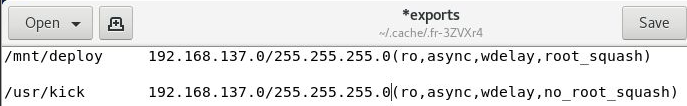 Open
*exports
~/.cache/.fr-3ZVXr4
Save
/mnt/deploy 192.168.137.0/255.255.255.0(ro,async,wdelay,root_squash)
/usr/kick 192.168.137.0/255.255.255.0(ro,async,wdelay,no_root_squash)